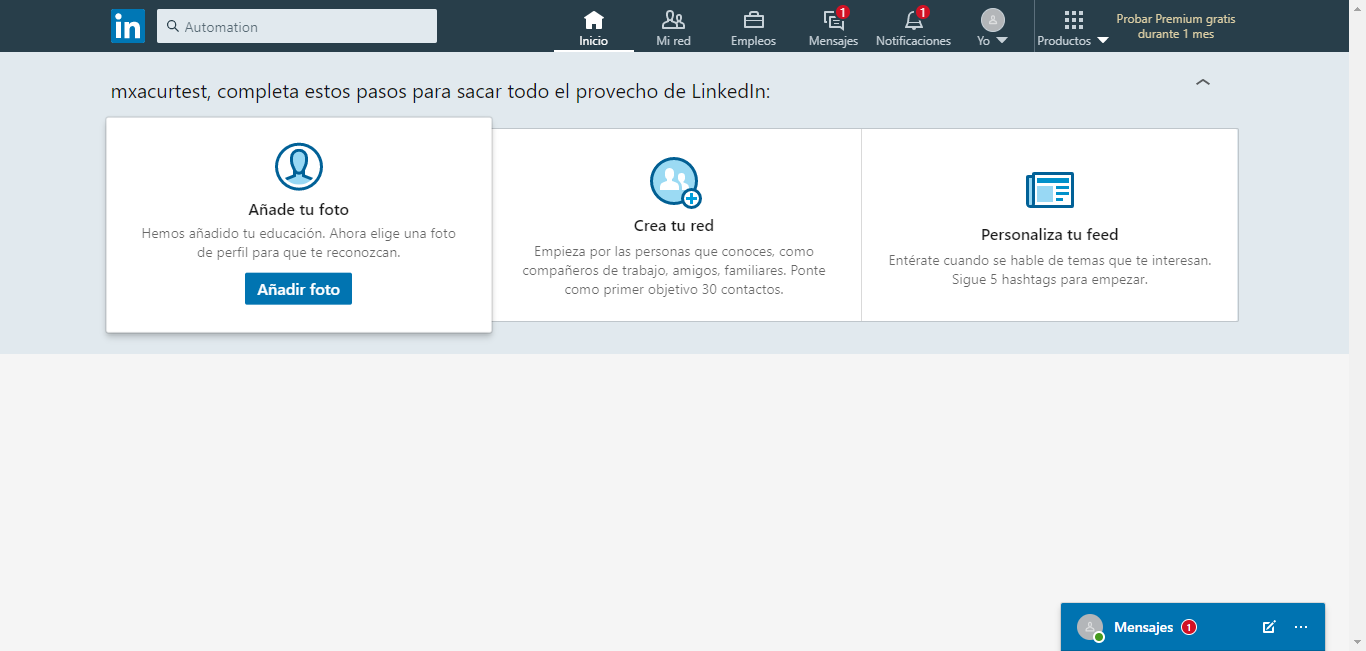 in
Automation
Inicio
Mi red
Empleos
1
Mensajes
1
Notificaciones
Yo
Productos
Probar Premium gratis
durante 1 mes
mxacurtest, completa estos pasos para sacar todo el provecho de LinkedIn:
Añade tu foto
Hemos añadido tu educación. Ahora elige una foto
de perfil para que te reconozcan.
Añadir foto
Crea tu red
Empieza por las personas que conoces, como
compañeros de trabajo, amigos, familiares. Ponte
como primer objetivo 30 contactos.
Personaliza tu feed
Entérate cuando se hable de temas que te interesan.
Sigue 5 hashtags para empezar.
Mensajes 1